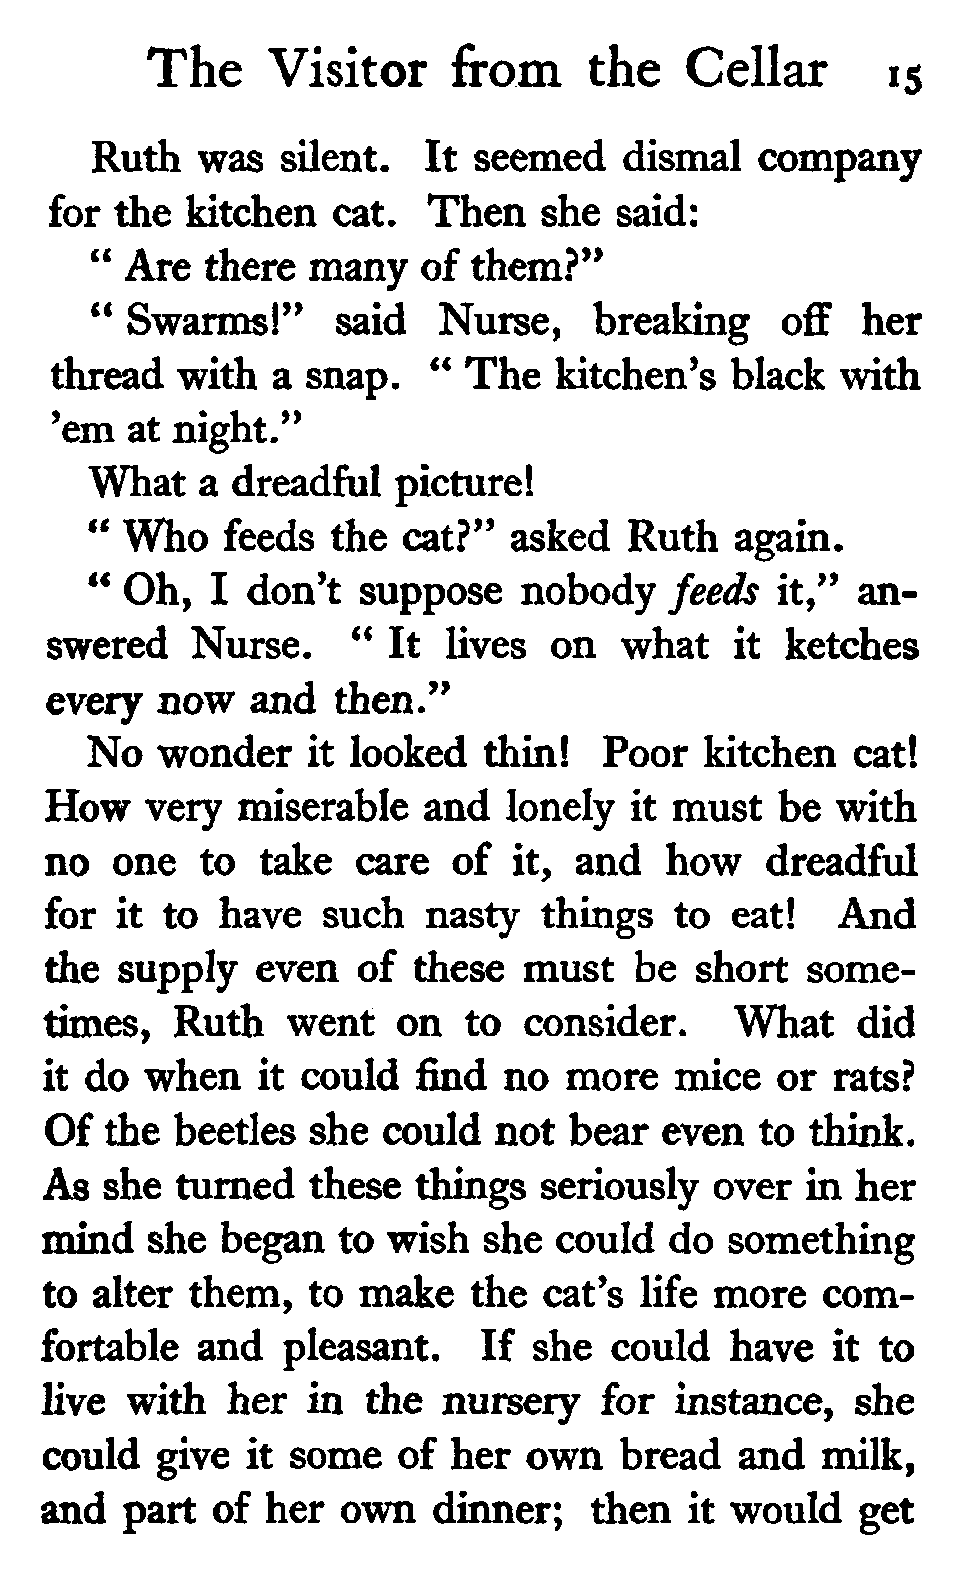 The Visitor from the Cellar 15
Ruth was silent. It seemed dismal company
for the kitchen cat. Then she said:
“ Are there many of them?”
“ Swarms!” said Nurse, breaking off her
thread with a snap. “ The kitchen’s black with
’em at night.”
What a dreadful picture!
“ Who feeds the cat?” asked Ruth again.
“ Oh, I don’t suppose nobody feeds it,” an-
swered Nurse. “ It lives on what it ketches
every now and then.”
No wonder it looked thin! Poor kitchen cat!
How very miserable and lonely it must be with
no one to take care of it, and how dreadful
for it to have such nasty things to eat! And
the supply even of these must be short some-
times, Ruth went on to consider. What did
it do when it could find no more mice or rats?
Of the beetles she could not bear even to think.
As she turned these things seriously over in her
mind she began to wish she could do something
to alter them, to make the cat’s life more com-
fortable and pleasant. If she could have it to
live with her in the nursery for instance, she
could give it some of her own bread and milk,
and part of her own dinner; then it would get